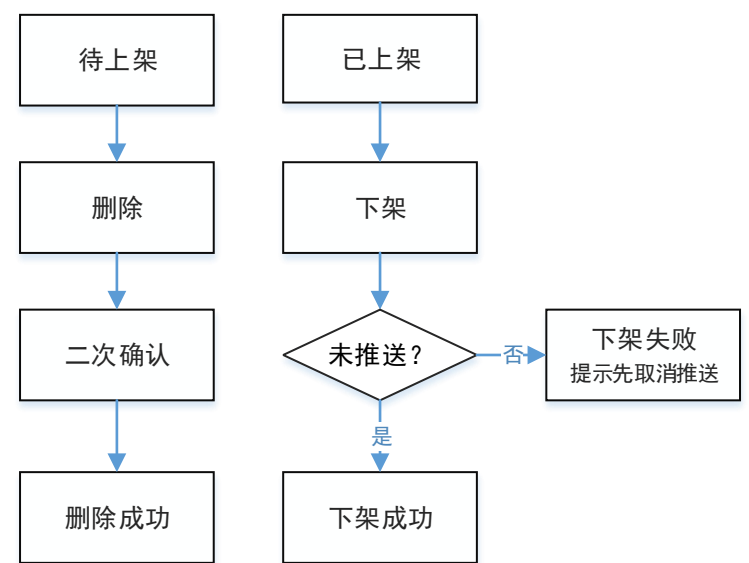 待上架
已上架
删除
下架
二次确认
未推送?
否
下架失败
提示先取消推送
是
删除成功
下架成功